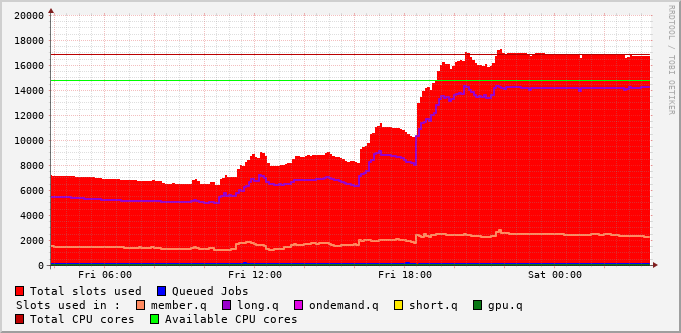 20000
18000
16000
14000
12000
10000
8000
6000
4000
2000
0
Fri 06:00 Fri 12:00 Fri 18:00 Sat 00:00
RRDTOOL / TOBI OETIKER
Total slots used Queued Jobs
Slots used in : member.q long.q ondemand.q short.q gpu.q
Total CPU cores Available CPU cores